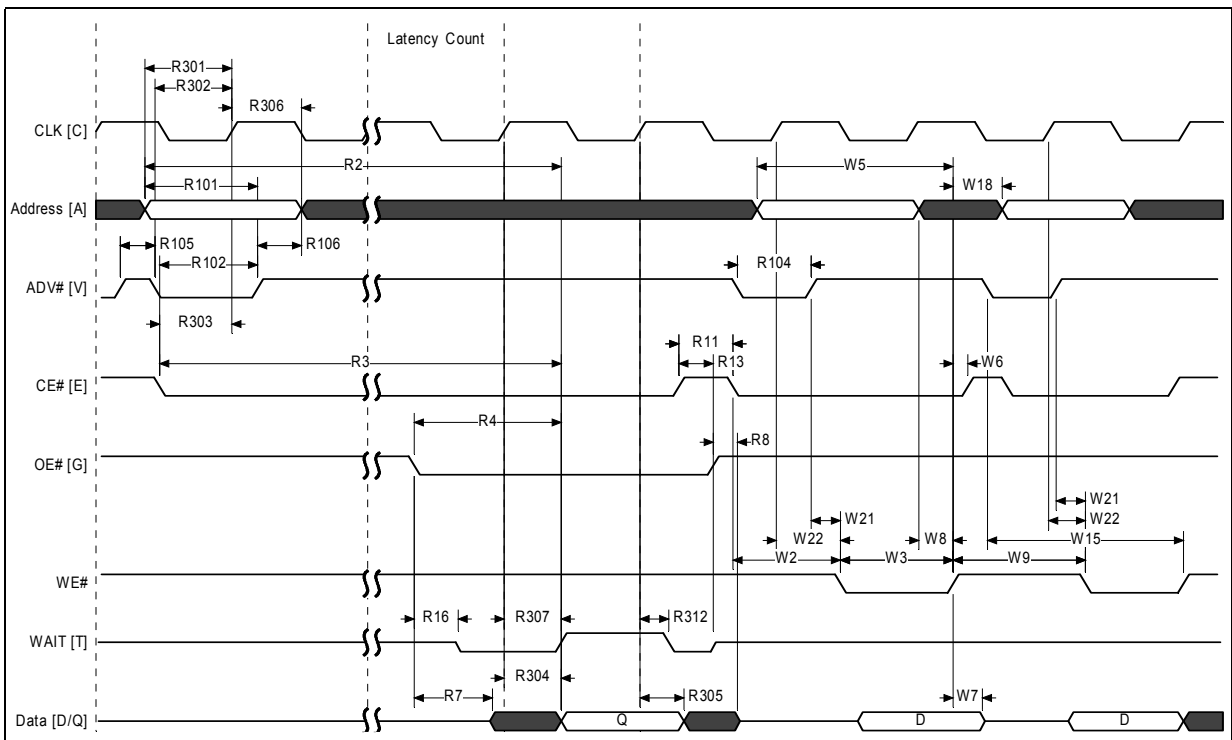 Latency Count
R301
R302
R306
CLK [C]
R2
W5
R101
W18
Address [A]
R105
R106
R102
R104
ADV# [V]
R303
R11
R3
R13
W6
CE# [E]
R4
R8
OE# [G]
W21
W21
W22
W22
W8
W15
W2
W3
W9
WE#
R16
R307
R312
WAIT [T]
R304
R7
R305
W7
Data [D/Q]
Q
D
D